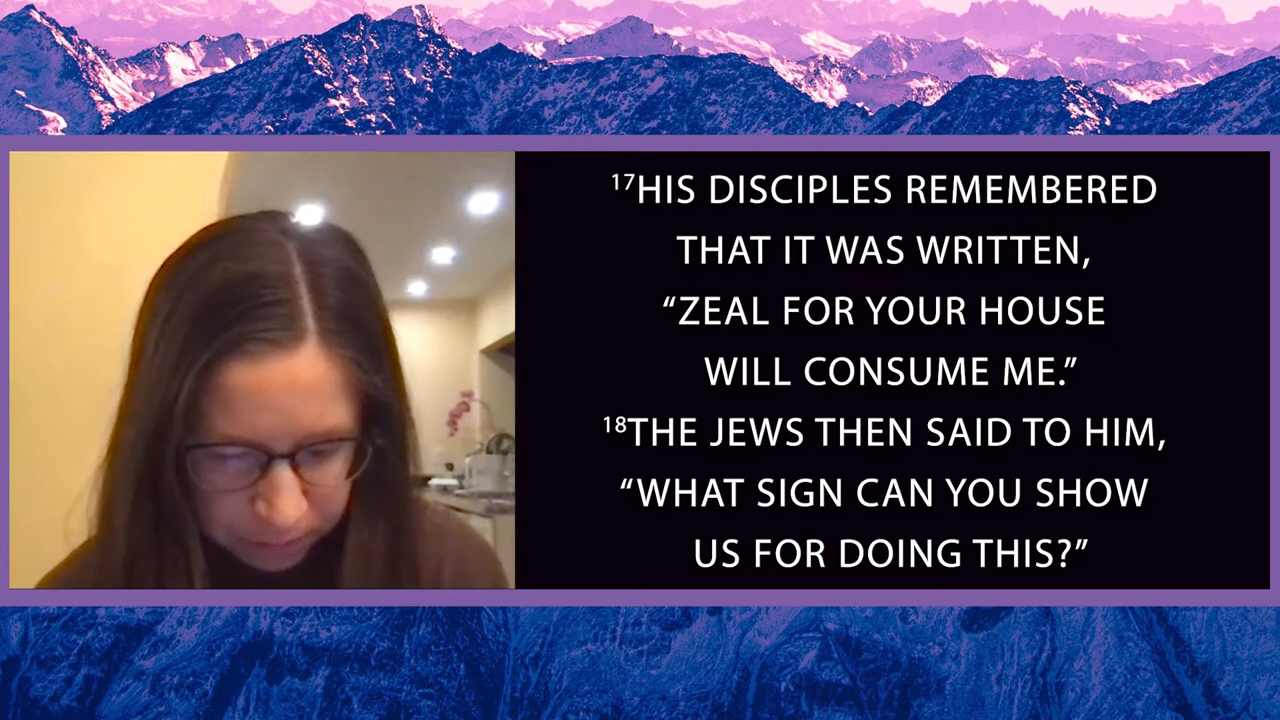 ¹⁷HIS DISCIPLES REMEMBERED
THAT IT WAS WRITTEN,
“ZEAL FOR YOUR HOUSE
WILL CONSUME ME.”
¹⁸THE JEWS THEN SAID TO HIM,
“WHAT SIGN CAN YOU SHOW
US FOR DOING THIS?”